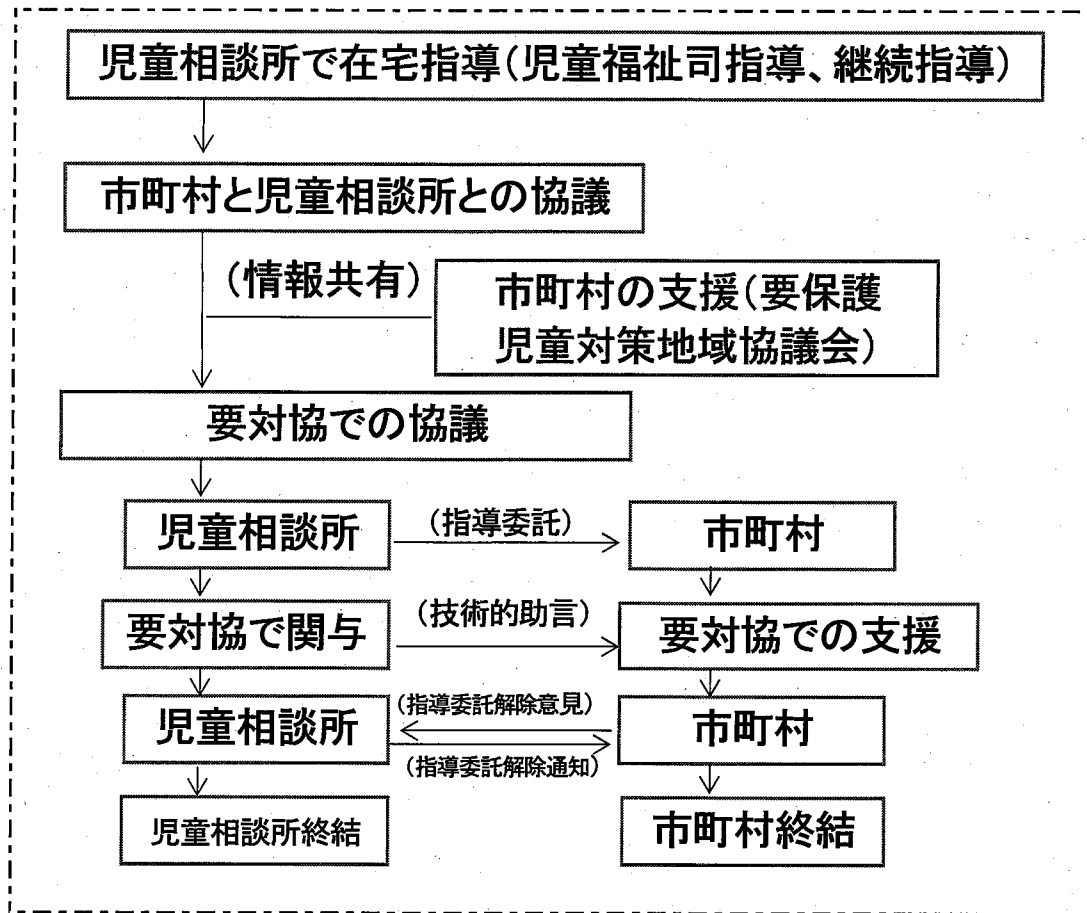 児童相談所で在宅指導（児童福祉司指導、継続指導）
市町村と児童相談所との協議
（情報共有）
市町村の支援（要保護
児童対策地域協議会）
要対協での協議
児童相談所
（指導委託）
市町村
要対協で関与
（技術的助言）
要対協での支援
児童相談所
（指導委託解除意見）
（指導委託解除通知）
市町村
児童相談所終結
市町村終結